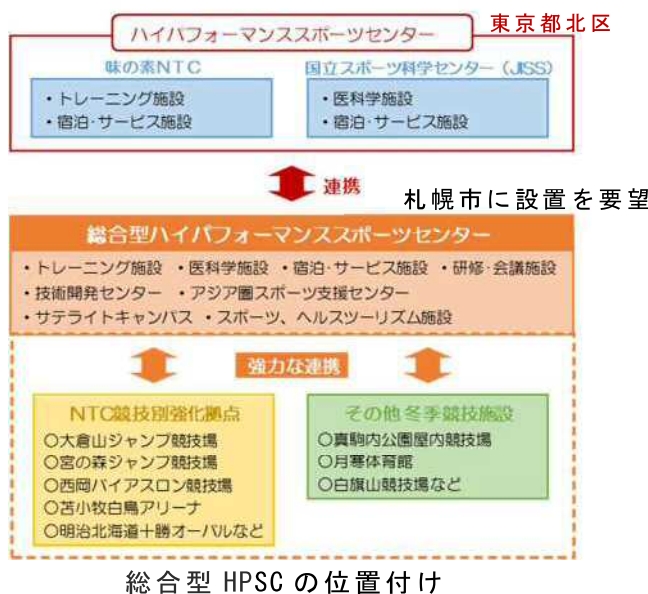 東京都北区
ハイパフォーマンススポーツセンター
味の素NTC
・トレーニング施設
・宿泊・サービス施設
国立スポーツ科学センター（JISS）
・医科学施設
・宿泊・サービス施設
連携
札幌市に設置を要望
総合型ハイパフォーマンススポーツセンター
・トレーニング施設 ・医科学施設 ・宿泊・サービス施設 ・研修・会議施設
・技術開発センター ・アジア圏スポーツ支援センター
・サテライトキャンパス ・スポーツ、ヘルスツーリズム施設
強力な連携
NTC競技別強化拠点
○大倉山ジャンプ競技場
○宮の森ジャンプ競技場
○西岡バイアスロン競技場
○苫小牧白鳥アリーナ
○明治北海道十勝オーバルなど
その他冬季競技施設
○真駒内公園屋内競技場
○月寒体育館
○白旗山競技場など
総合型 HPSC の位置付け